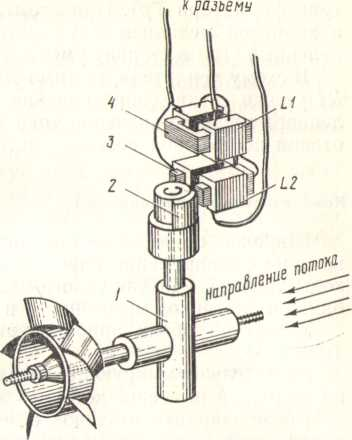 к разъему
4
L1
3
2
L2
1
направление потока